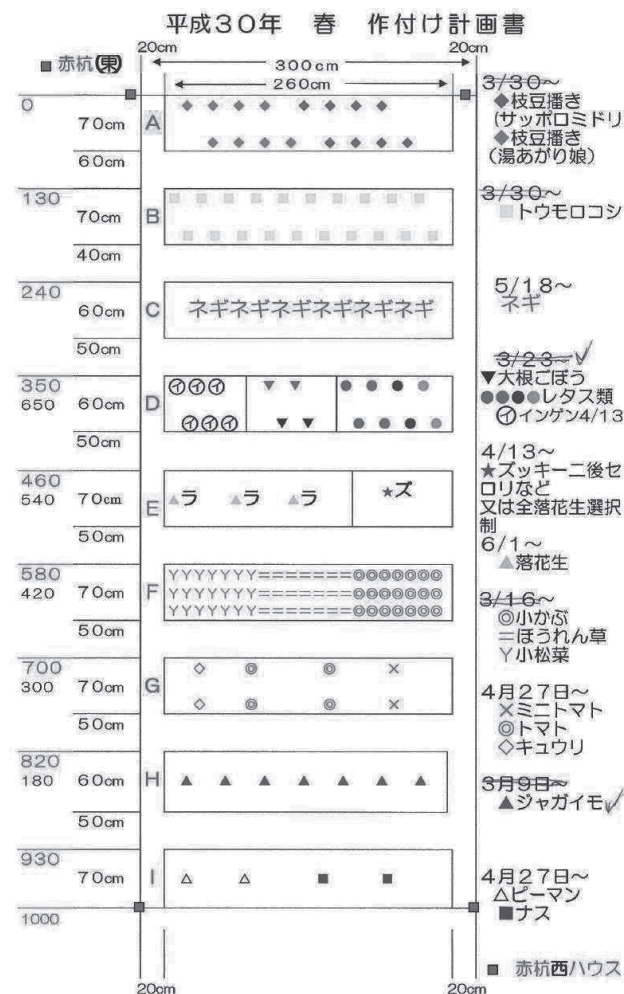 平成30年 春 作付け計画書
20cm 20cm
■ 赤杭(東)
300cm
260cm
0 70cm A
60cm
3/30～
◆枝豆播き
(サッポロミドリ
◆枝豆播き
(湯あがり娘)
130 70cm B
40cm
3/30～
トウモロコシ
240 60cm C ネギネギネギネギネギネギ
50cm
5/18～
ネギ
350
650 60cm D
㋑㋑㋑ ▼ ▼ ● ● ● ●
㋑㋑㋑ ▼ ▼ ● ● ● ●
50cm
3/23～ ✓
▼大根ごぼう
●●●●レタス類
㋑インゲン4/13
460
540 70cm E ▲ラ ▲ラ ▲ラ ★ズ
50cm
4/13～
★ズッキーニ後セ
ロリなど
又は全落花生選択
制
6/1～
▲落花生
580
420 70cm F
YYYYYYY=======◎◎◎◎◎◎◎
YYYYYYY=======◎◎◎◎◎◎◎
YYYYYYY=======◎◎◎◎◎◎◎
50cm
3/16～
◎小かぶ
＝ほうれん草
Y小松菜
700
300 70cm G
◇ ◎ ◎ ×
◇ ◎ ◎ ×
50cm
4月27日～
×ミニトマト
◎トマト
◇キュウリ
820
180 60cm H ▲ ▲ ▲ ▲ ▲ ▲ ▲
50cm
3月9日～
▲ジャガイモ✓
930 70cm I △ △ ■ ■
1000
4月27日～
△ピーマン
■ナス
■ 赤杭西ハウス
20cm 20cm